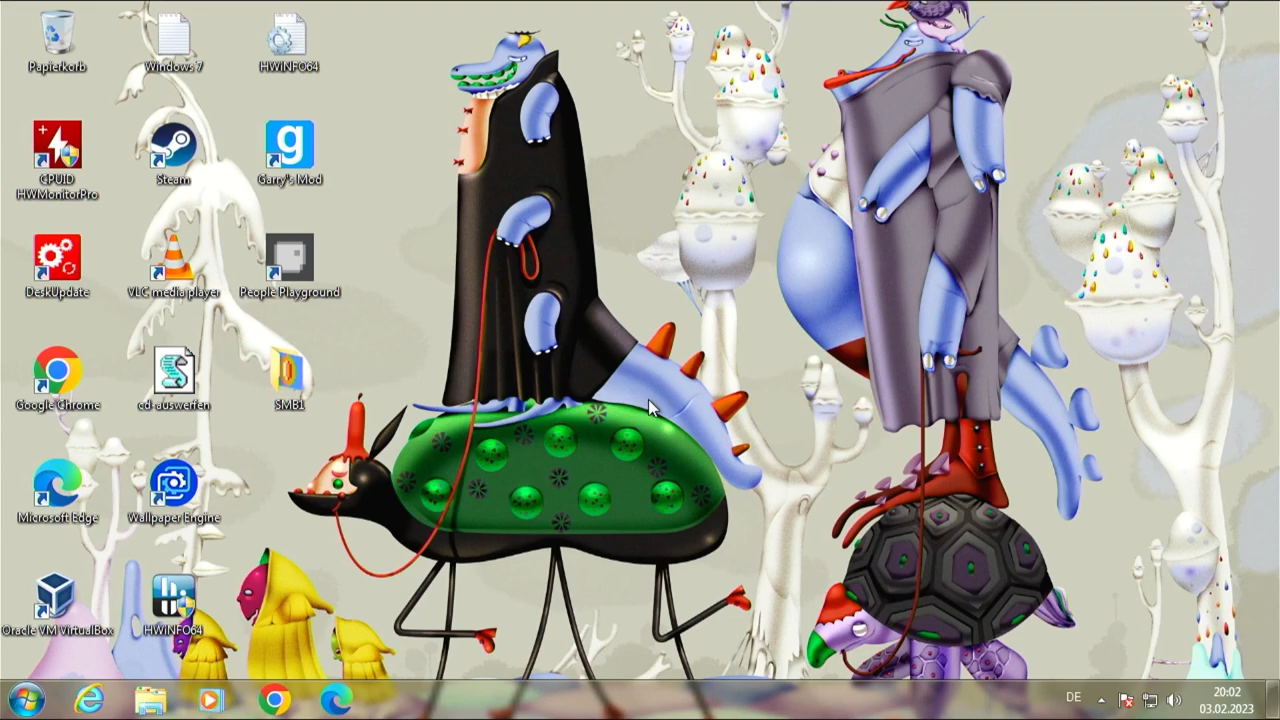 Papierkorb
Windows 7
HWiNFO64
CPUID
HWMonitorPro
Steam
Garry's Mod
DeskUpdate
VLC media player
People Playground
Google Chrome
cd-auswerfen
SMB1
Microsoft Edge
Wallpaper Engine
Oracle VM VirtualBox
HWiNFO64
DE
20:02
03.02.2023